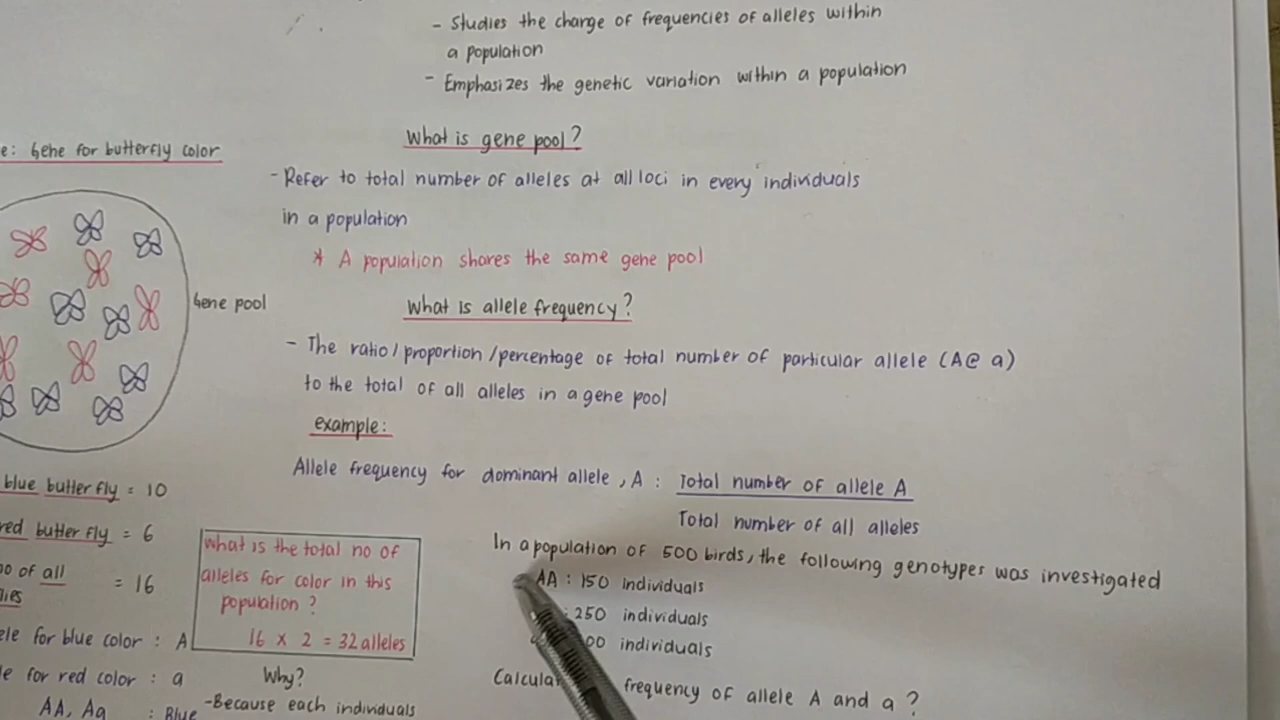 - Studies the change of frequencies of alleles within
a population
- Emphasizes the genetic variation within a population
e: Gene for butterfly color
What is gene pool?
- Refer to total number of alleles at all loci in every individuals
in a population
* A population shares the same gene pool
Gene pool
What is allele frequency?
- The ratio/proportion/percentage of total number of particular allele (A@ a)
to the total of all alleles in a gene pool
example:
Allele frequency for dominant allele, A : Total number of allele A
Total number of all alleles
blue butterfly = 10
red butterfly = 6
no of all
= 16
What is the total no of
alleles for color in this
population ?
16 x 2 = 32 alleles
Why?
- Because each individuals
for blue color : A
for red color : a
AA, Aa : Blue
In a population of 500 birds, the following genotypes was investigated
AA : 150 individuals
: 250 individuals
00 individuals
frequency of allele A and a ?